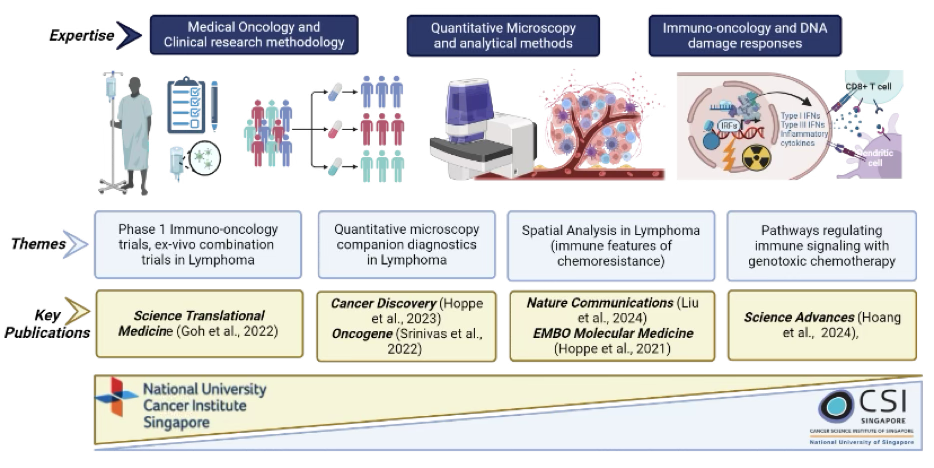 Expertise
Medical Oncology and
Clinical research methodology
Quantitative Microscopy
and analytical methods
Immuno-oncology and DNA
damage responses
IRFs
Type I IFNs
Type III IFNs
Inflammatory
cytokines
CD8+ T cell
Dendritic
cell
Themes
Phase 1 Immuno-oncology
trials, ex-vivo combination
trials in Lymphoma
Quantitative microscopy
companion diagnostics
in Lymphoma
Spatial Analysis in Lymphoma
(immune features of
chemoresistance)
Pathways regulating
immune signaling with
genotoxic chemotherapy
Key
Publications
Science Translational
Medicine (Goh et al., 2022)
Cancer Discovery (Hoppe
et al., 2023)
Oncogene (Srinivas et al.,
2022)
Nature Communications (Liu
et al., 2024)
EMBO Molecular Medicine
(Hoppe et al., 2021)
Science Advances (Hoang
et al., 2024),
National University
Cancer Institute
Singapore
CSI
SINGAPORE
CANCER SCIENCE INSTITUTE OF SINGAPORE
National University of Singapore